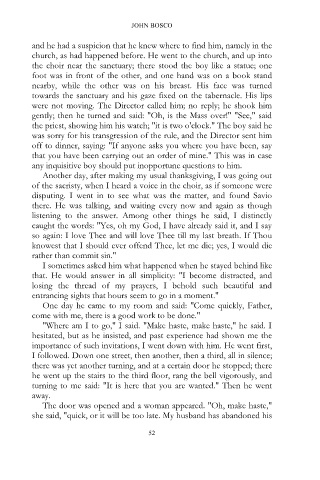 JOHN BOSCO
and he had a suspicion that he knew where to find him, namely in the
church, as had happened before. He went to the church, and up into
the choir near the sanctuary; there stood the boy like a statue; one
foot was in front of the other, and one hand was on a book stand
nearby, while the other was on his breast. His face was turned
towards the sanctuary and his gaze fixed on the tabernacle. His lips
were not moving. The Director called him; no reply; he shook him
gently; then he turned and said: "Oh, is the Mass over!" "See," said
the priest, showing him his watch; "it is two o'clock." The boy said he
was sorry for his transgression of the rule, and the Director sent him
off to dinner, saying: "If anyone asks you where you have been, say
that you have been carrying out an order of mine." This was in case
any inquisitive boy should put inopportune questions to him.
Another day, after making my usual thanksgiving, I was going out
of the sacristy, when I heard a voice in the choir, as if someone were
disputing. I went in to see what was the matter, and found Savio
there. He was talking, and waiting every now and again as though
listening to the answer. Among other things he said, I distinctly
caught the words: "Yes, oh my God, I have already said it, and I say
so again: I love Thee and will love Thee till my last breath. If Thou
knowest that I should ever offend Thee, let me die; yes, I would die
rather than commit sin."
I sometimes asked him what happened when he stayed behind like
that. He would answer in all simplicity: "I become distracted, and
losing the thread of my prayers, I behold such beautiful and
entrancing sights that hours seem to go in a moment."
One day he came to my room and said: "Come quickly, Father,
come with me, there is a good work to be done."
"Where am I to go," I said. "Make haste, make haste," he said. I
hesitated, but as he insisted, and past experience had shown me the
importance of such invitations, I went down with him. He went first,
I followed. Down one street, then another, then a third, all in silence;
there was yet another turning, and at a certain door he stopped; there
he went up the stairs to the third floor, rang the bell vigorously, and
turning to me said: "It is here that you are wanted." Then he went
away.
The door was opened and a woman appeared. "Oh, make haste,"
she said, "quick, or it will be too late. My husband has abandoned his
52